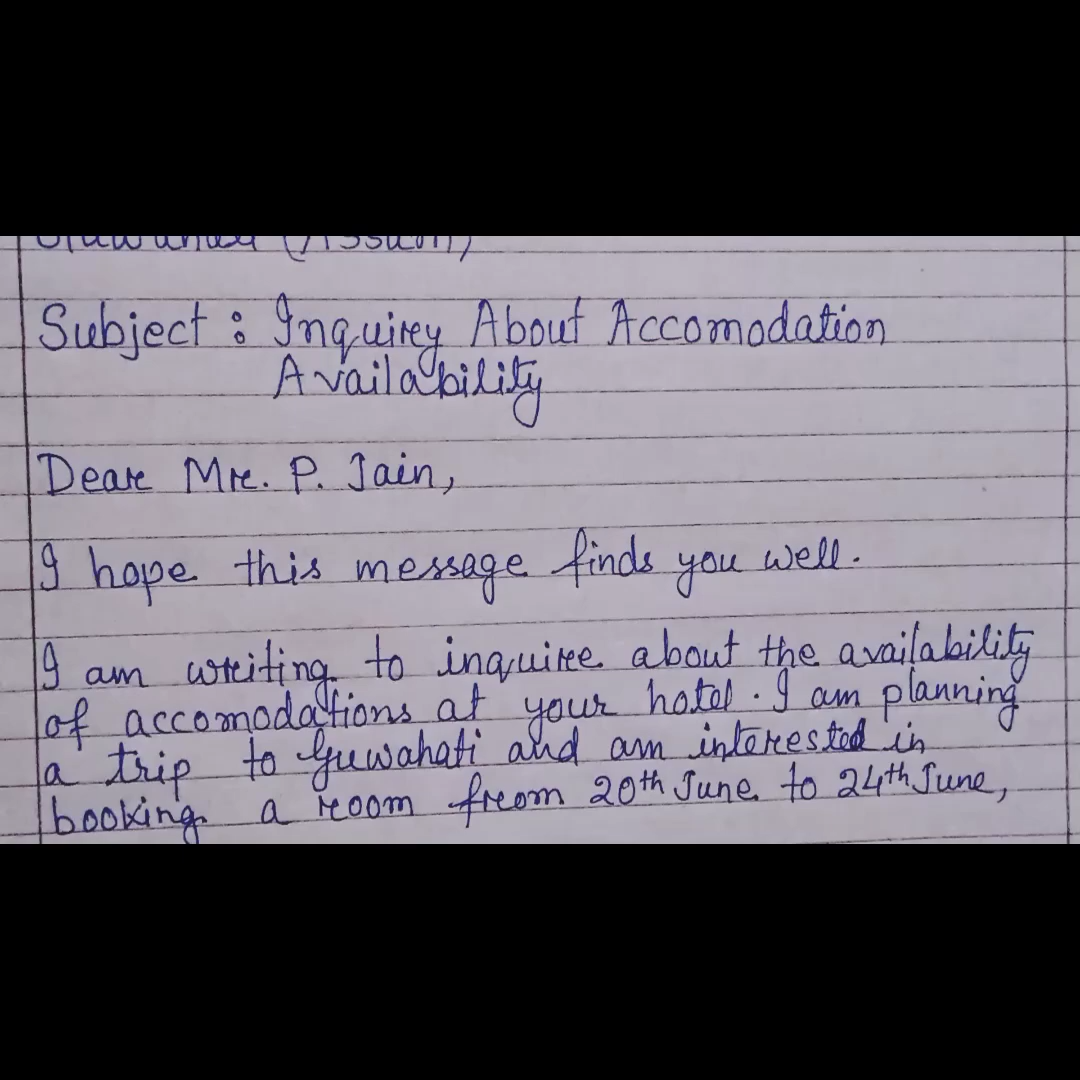 Guwahati (Assam)
Subject : Inquiry About Accomodation
Availability
Dear Mr. P. Jain,
I hope this message finds you well.
I am writing to inquire about the availability
of accomodations at your hotel. I am planning
a trip to Guwahati and am interested in
booking a room from 20th June to 24th June,